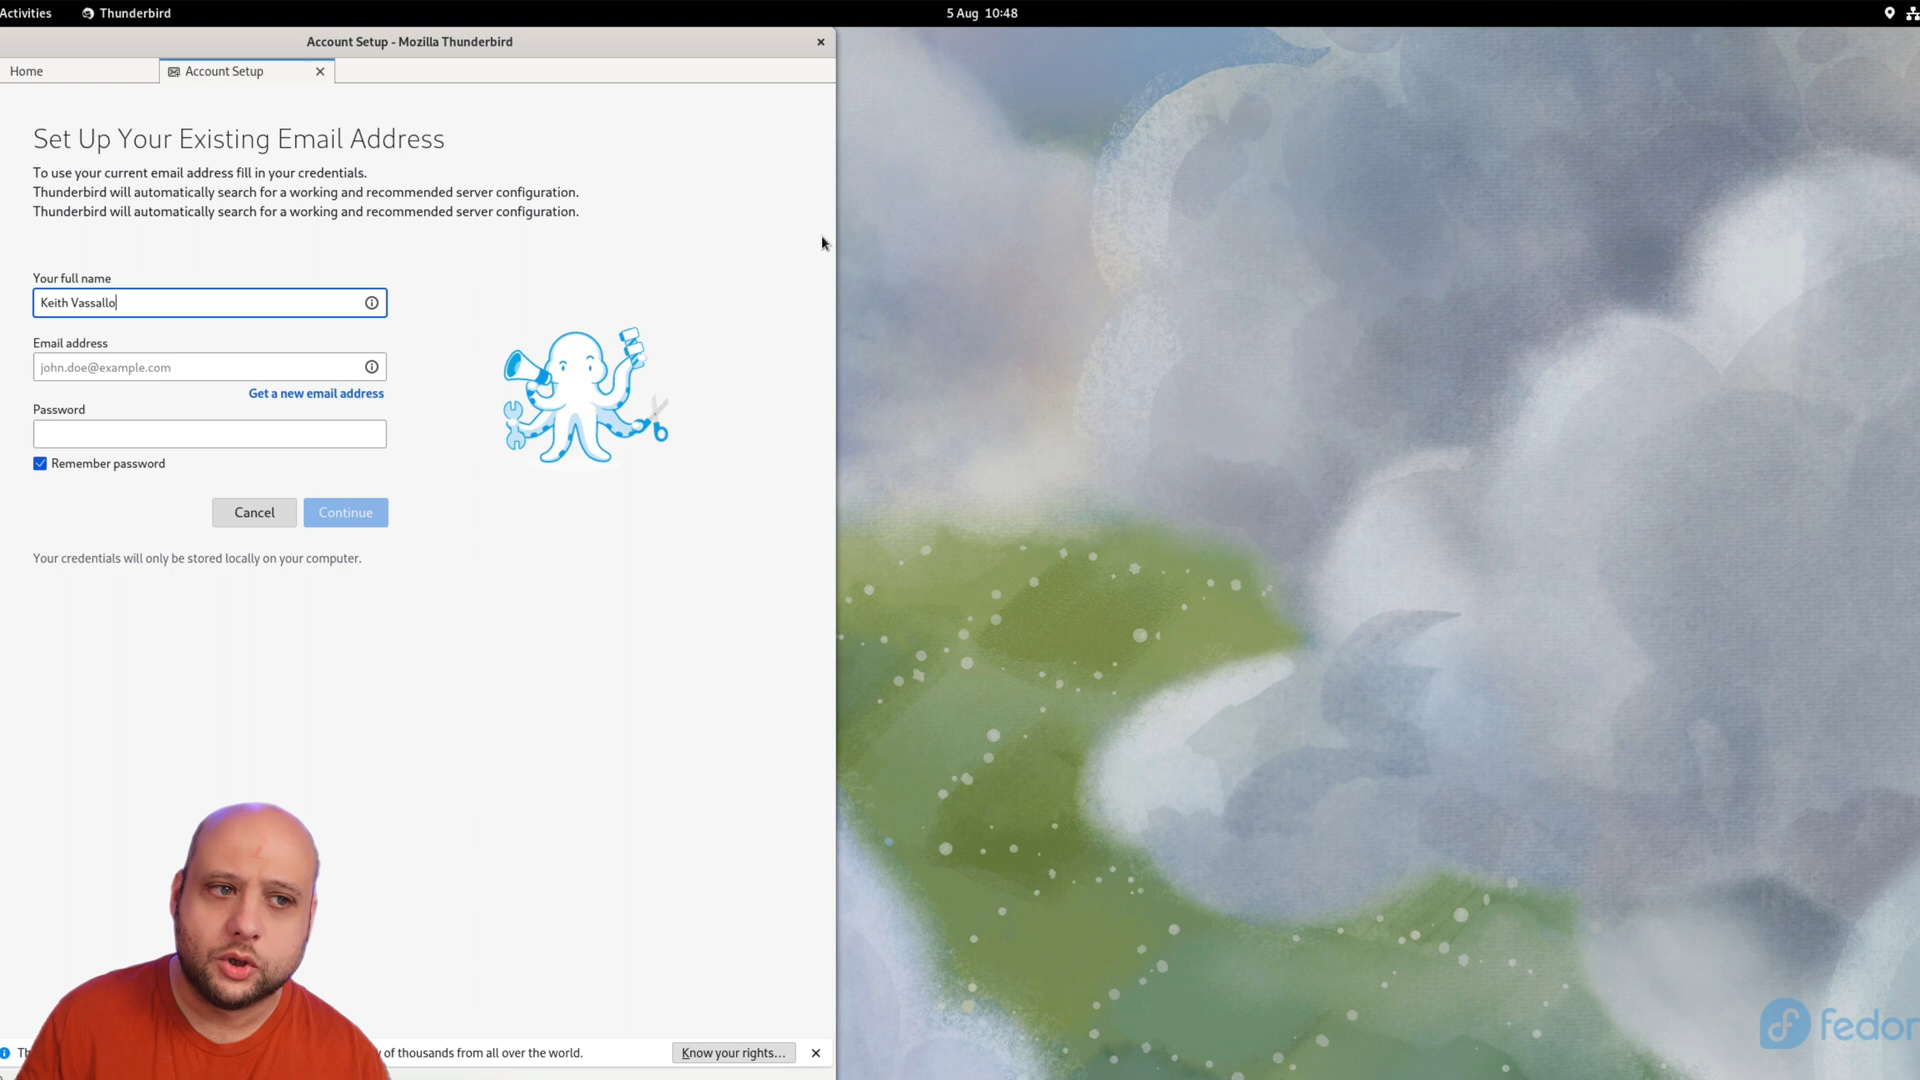 Activities Thunderbird 5 Aug 10:48
Account Setup - Mozilla Thunderbird
Home Account Setup
Set Up Your Existing Email Address
To use your current email address fill in your credentials.
Thunderbird will automatically search for a working and recommended server configuration.
Thunderbird will automatically search for a working and recommended server configuration.
Your full name
Keith Vassallo
Email address
john.doe@example.com
Get a new email address
Password
Remember password
Cancel Continue
Your credentials will only be stored locally on your computer.
fedor
of thousands from all over the world. Know your rights...